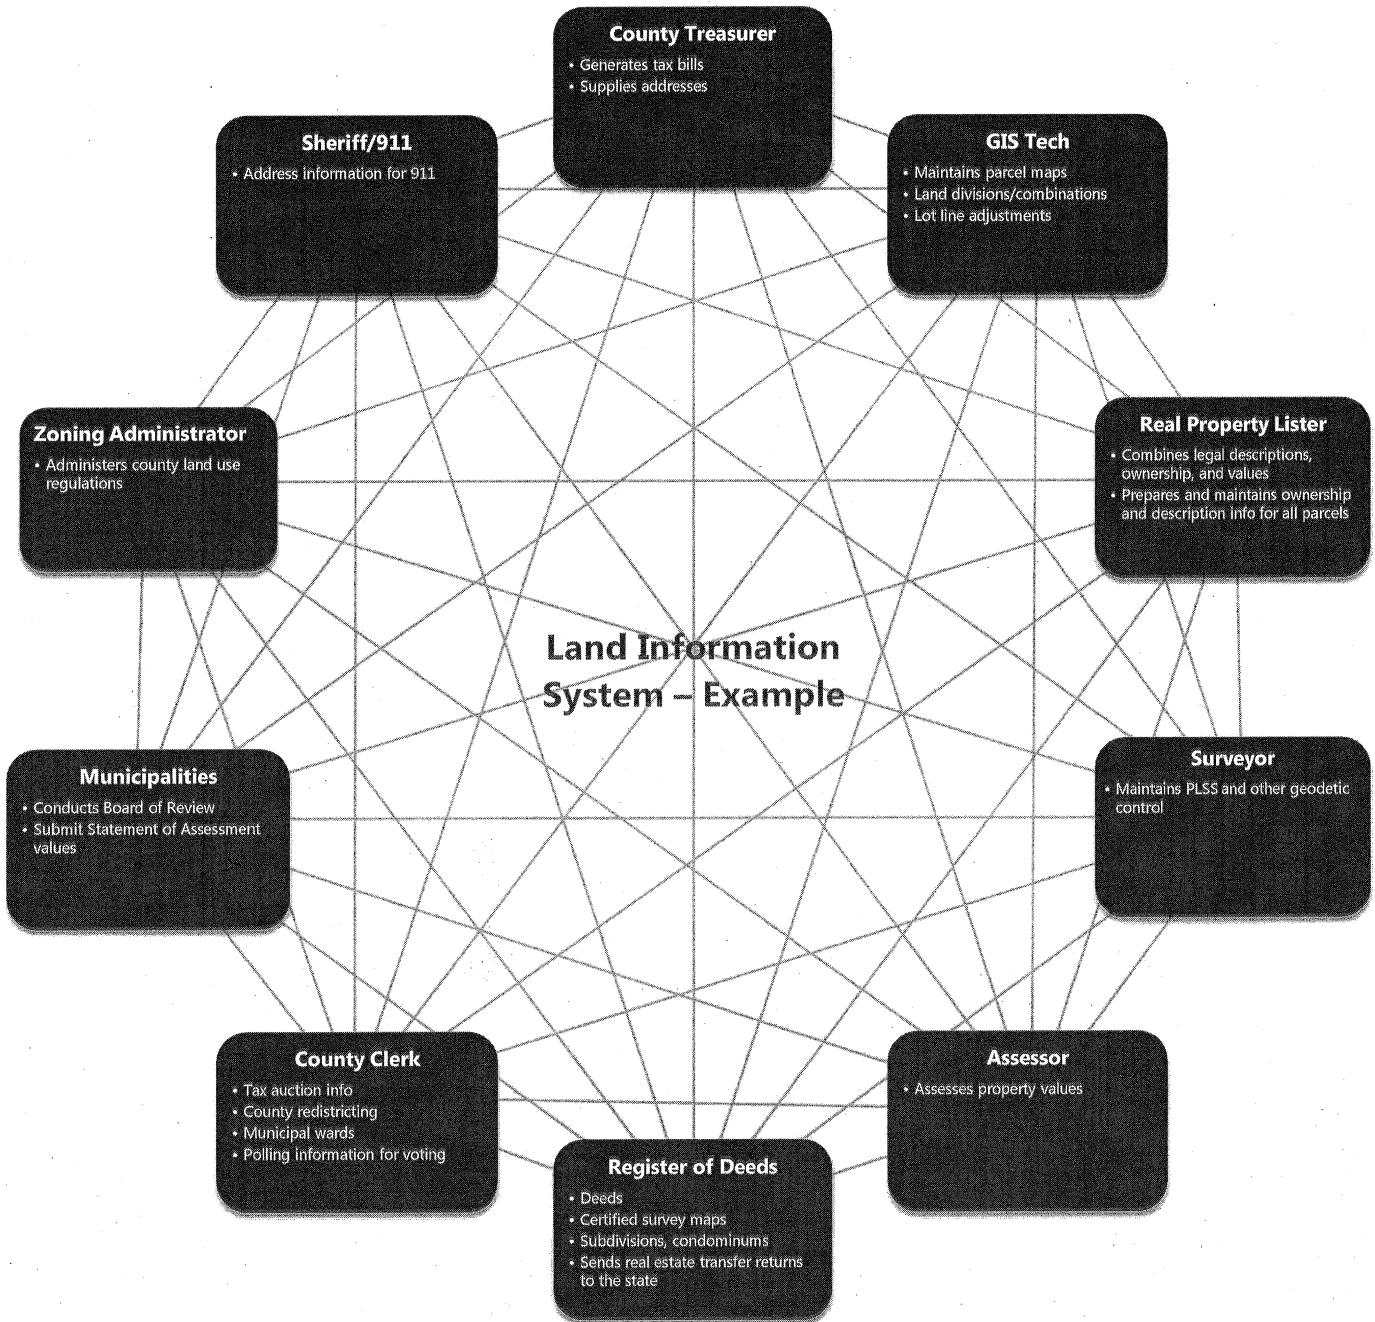 County Treasurer
• Generates tax bills
• Supplies addresses
Sheriff/911
• Address information for 911
GIS Tech
• Maintains parcel maps
• Land divisions/combinations
• Lot line adjustments
Zoning Administrator
• Administers county land use
regulations
Real Property Lister
• Combines legal descriptions,
ownership, and values
• Prepares and maintains ownership
and description info for all parcels
Land Information
System – Example
Municipalities
• Conducts Board of Review
• Submit Statement of Assessment
values
Surveyor
• Maintains PLSS and other geodetic
control
County Clerk
• Tax auction info
• County redistricting
• Municipal wards
• Polling information for voting
Assessor
• Assesses property values
Register of Deeds
• Deeds
• Certified survey maps
• Subdivisions, condominums
• Sends real estate transfer returns
to the state